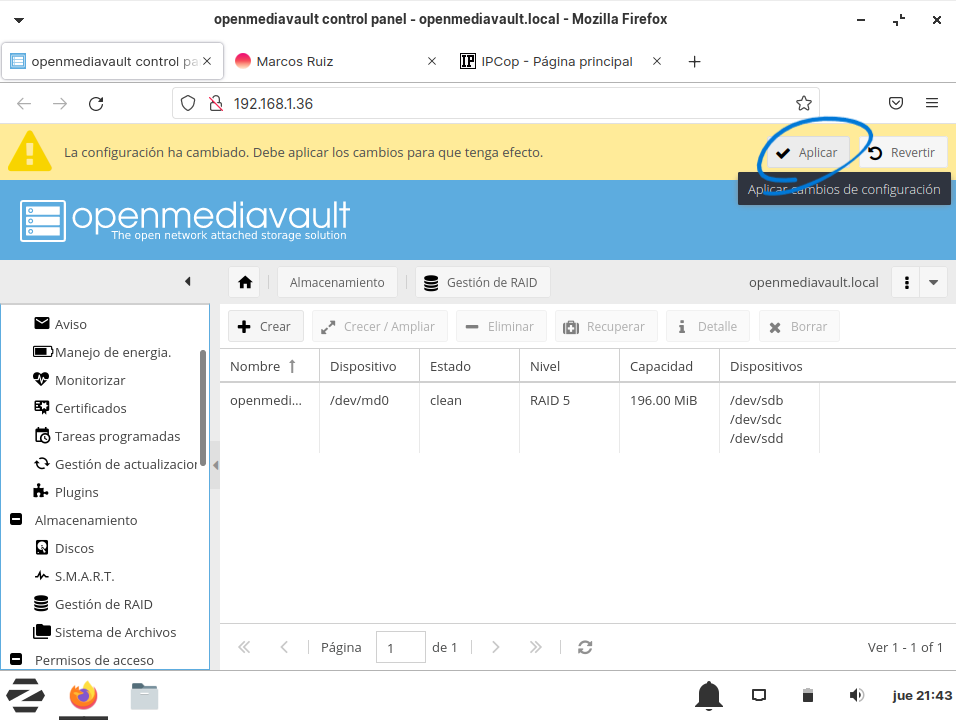 openmediavault control panel - openmediavault.local - Mozilla Firefox
openmediavault control pa
Marcos Ruiz
IPCop - Página principal
192.168.1.36
La configuración ha cambiado. Debe aplicar los cambios para que tenga efecto.
Aplicar
Revertir
Aplicar cambios de configuración
openmediavault
The open network attached storage solution
Almacenamiento
Gestión de RAID
openmediavault.local
Aviso
Manejo de energia.
Monitorizar
Certificados
Tareas programadas
Gestión de actualizacion
Plugins
Almacenamiento
Discos
S.M.A.R.T.
Gestión de RAID
Sistema de Archivos
Permisos de acceso
Crear
Crecer / Ampliar
Eliminar
Recuperar
Detalle
Borrar
Nombre Dispositivo Estado Nivel Capacidad Dispositivos
openmedi... /dev/md0 clean RAID 5 196.00 MiB /dev/sdb
/dev/sdc
/dev/sdd
Página 1 de 1
Ver 1 - 1 of 1
jue 21:43